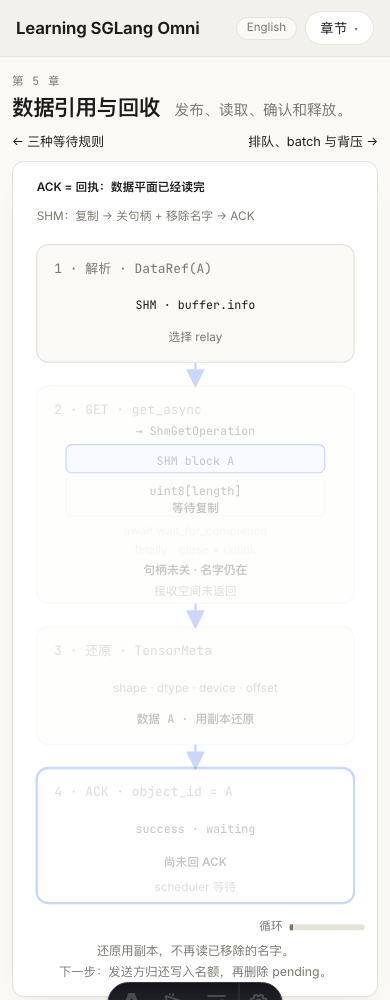 Learning SGLang Omni
English
章节
第 5 章
数据引用与回收 发布、读取、确认和释放。
← 三种等待规则
排队、batch 与背压 →
ACK = 回执：数据平面已经读完
SHM：复制 → 关句柄 + 移除名字 → ACK
1 · 解析 · DataRef(A)
SHM · buffer.info
选择 relay
2 · GET · get_async
→ ShmGetOperation
SHM block A
uint8[length]
等待复制
await wait_for_completion
finally · close + unlink
句柄未关 · 名字仍在
接收空间未返回
3 · 还原 · TensorMeta
shape · dtype · device · offset
数据 A · 用副本还原
4 · ACK · object_id = A
success · waiting
尚未回 ACK
scheduler 等待
循环
还原用副本，不再读已移除的名字。
下一步：发送方归还写入名额，再删除 pending。